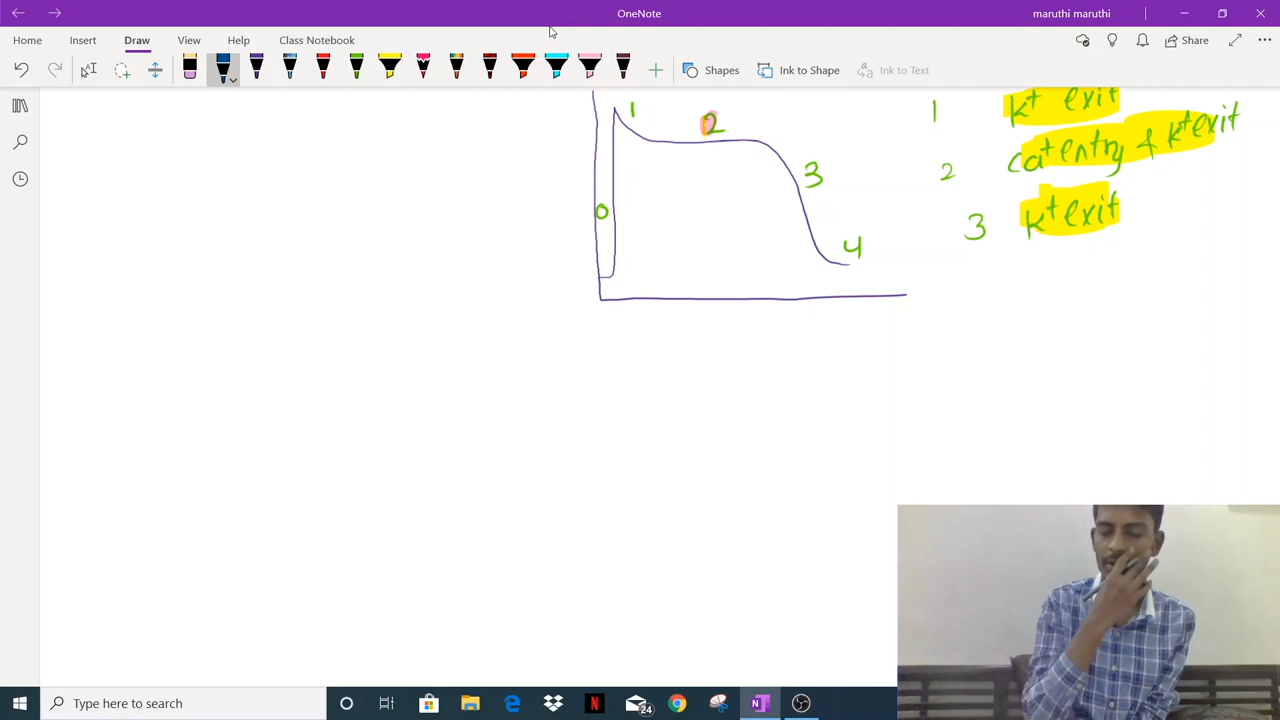 OneNote
maruthi maruthi
Home Insert Draw View Help Class Notebook
Share
Shapes
Ink to Shape
Ink to Text
1
2
3
4
0
1 k+ exit
2 ca+ entry & k+ exit
3 k+ exit
Type here to search
24